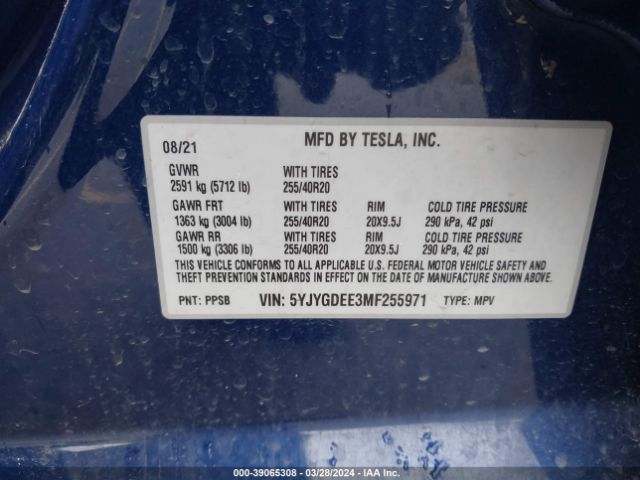 08/21 MFD BY TESLA, INC.
GVWR WITH TIRES
2591 kg (5712 lb) 255/40R20
GAWR FRT WITH TIRES RIM COLD TIRE PRESSURE
1363 kg (3004 lb) 255/40R20 20X9.5J 290 kPa, 42 psi
GAWR RR WITH TIRES RIM COLD TIRE PRESSURE
1500 kg (3306 lb) 255/40R20 20X9.5J 290 kPa, 42 psi
THIS VEHICLE CONFORMS TO ALL APPLICABLE U.S. FEDERAL MOTOR VEHICLE SAFETY AND
THEFT PREVENTION STANDARDS IN EFFECT ON THE DATE OF MANUFACTURE SHOWN ABOVE.
PNT: PPSB VIN: 5YJYGDEE3MF255971 TYPE: MPV
000-39065308 | 03/28/2024 | IAA Inc.